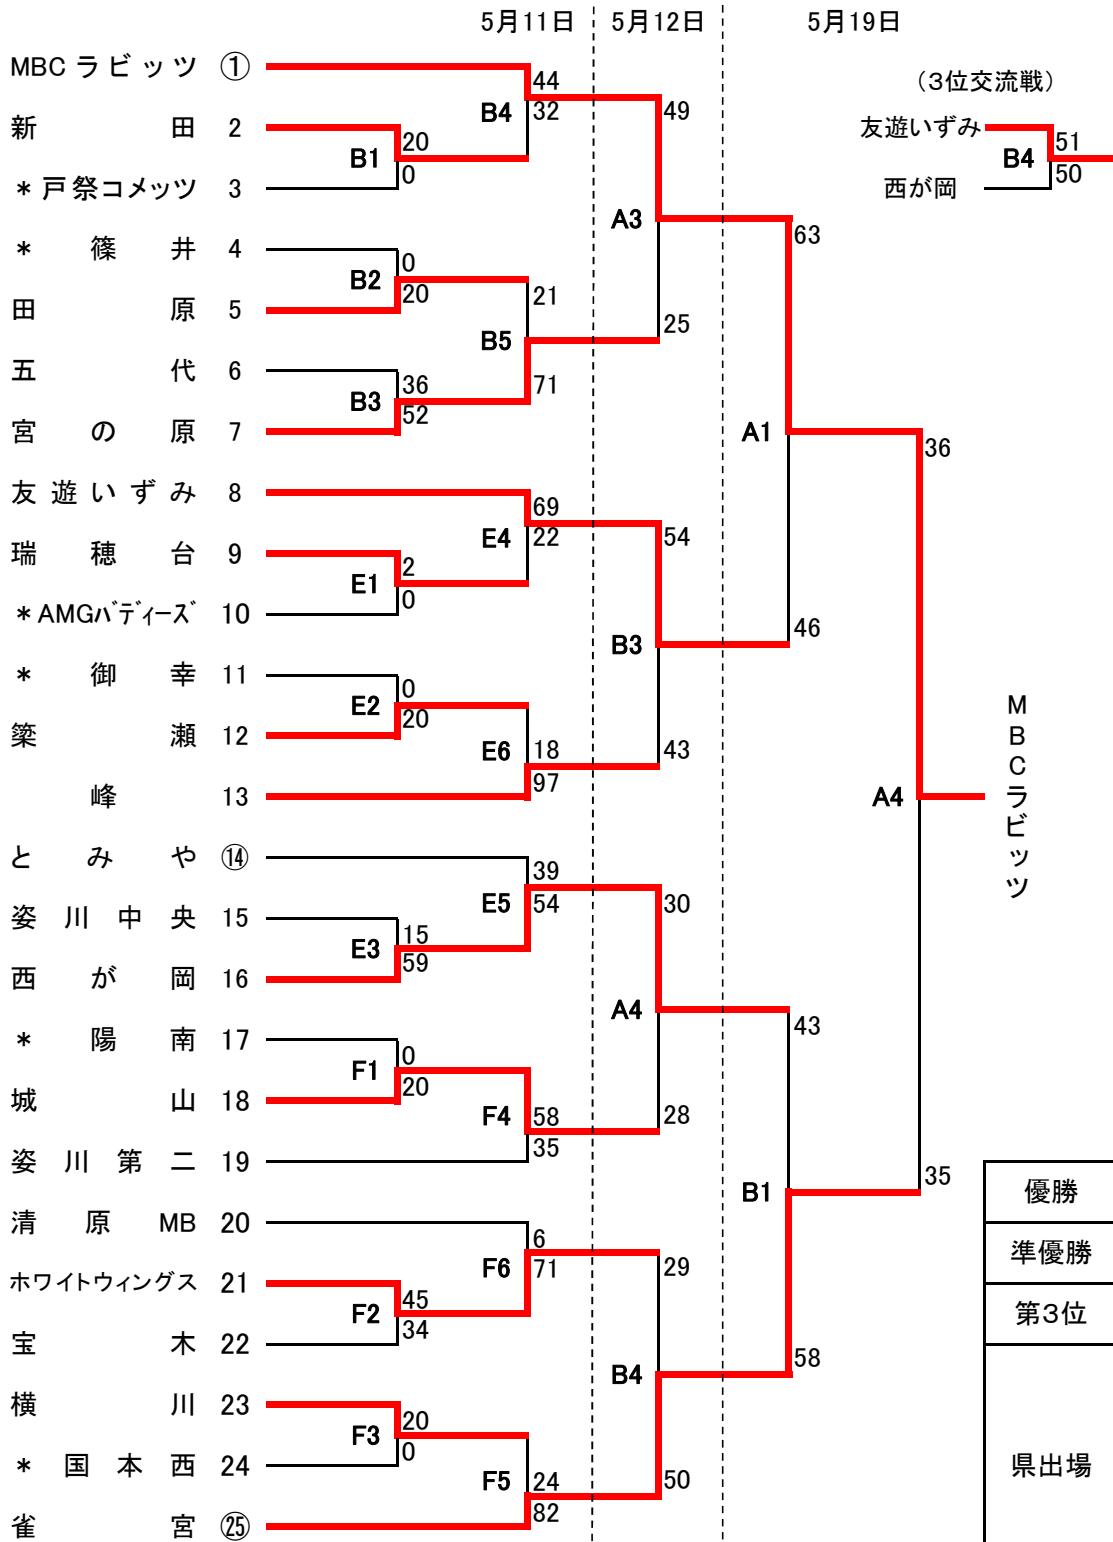 5月11日 5月12日 5月19日
MBCラビッツ ①
44
32
B4
49
(3位交流戦)
新田 2
20
0
B1
友遊いずみ
51
50
B4
*戸祭コメッツ 3
西が岡
A3
63
*篠井 4
0
20
B2
21
田原 5
B5
25
五代 6
36
52
B3
71
宮の原 7
A1
36
友遊いずみ 8
69
22
E4
54
瑞穂台 9
2
0
E1
*AMGバディーズ 10
B3
46
*御幸 11
0
20
E2
簗瀬 12
18
97
E6
43
峰 13
A4
MBCラビッツ
とみや ⑭
39
54
E5
30
姿川中央 15
15
59
E3
西が岡 16
A4
43
*陽南 17
0
20
F1
城山 18
58
35
F4
28
姿川第二 19
B1
35
優勝
清原MB 20
6
71
F6
29
準優勝
ホワイトウィングス 21
45
34
F2
第3位
宝木 22
B4
58
横川 23
20
0
F3
*国本西 24
24
82
F5
50
県出場
雀宮 ㉕